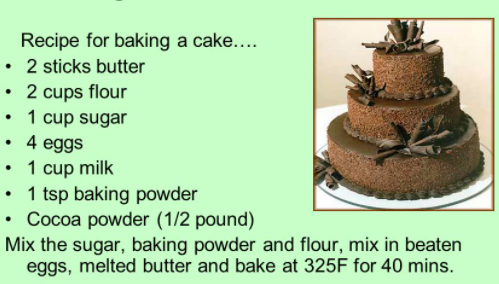 Recipe for baking a cake….
• 2 sticks butter
• 2 cups flour
• 1 cup sugar
• 4 eggs
• 1 cup milk
• 1 tsp baking powder
• Cocoa powder (1/2 pound)
Mix the sugar, baking powder and flour, mix in beaten
eggs, melted butter and bake at 325F for 40 mins.